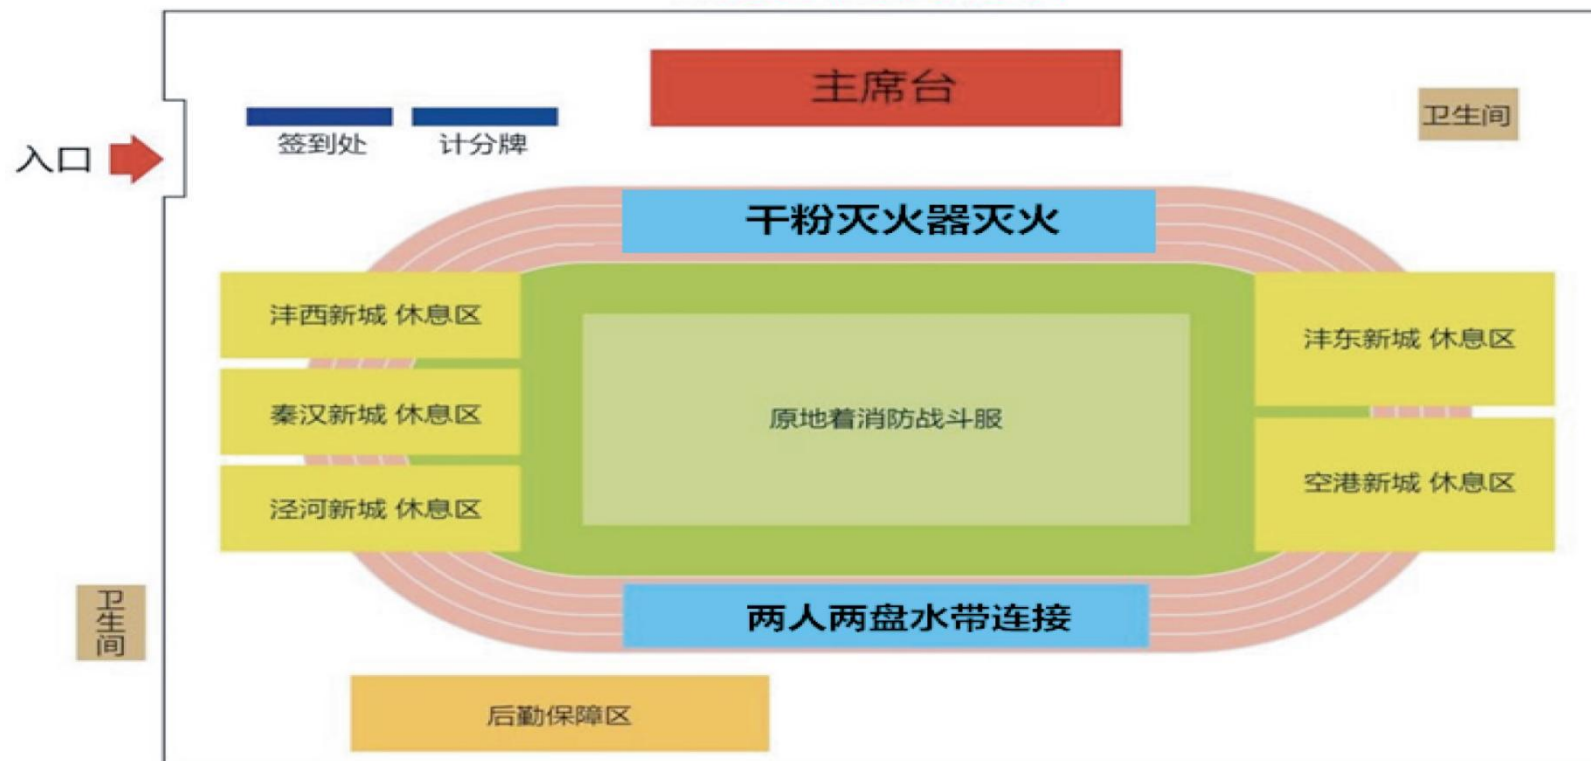 主席台
卫生间
签到处
计分牌
入口
干粉灭火器灭火
沣西新城 休息区
沣东新城 休息区
秦汉新城 休息区
原地着消防战斗服
空港新城 休息区
泾河新城 休息区
卫生间
两人两盘水带连接
后勤保障区